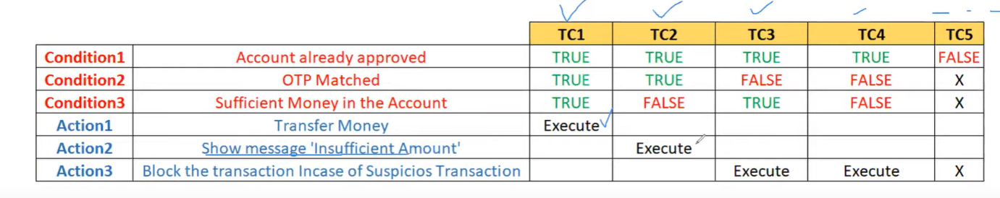 TC1 TC2 TC3 TC4 TC5
Condition1 Account already approved TRUE TRUE TRUE TRUE FALSE
Condition2 OTP Matched TRUE TRUE FALSE FALSE X
Condition3 Sufficient Money in the Account TRUE FALSE TRUE FALSE X
Action1 Transfer Money Execute
Action2 Show message 'Insufficient Amount' Execute
Action3 Block the transaction Incase of Suspicios Transaction Execute Execute X